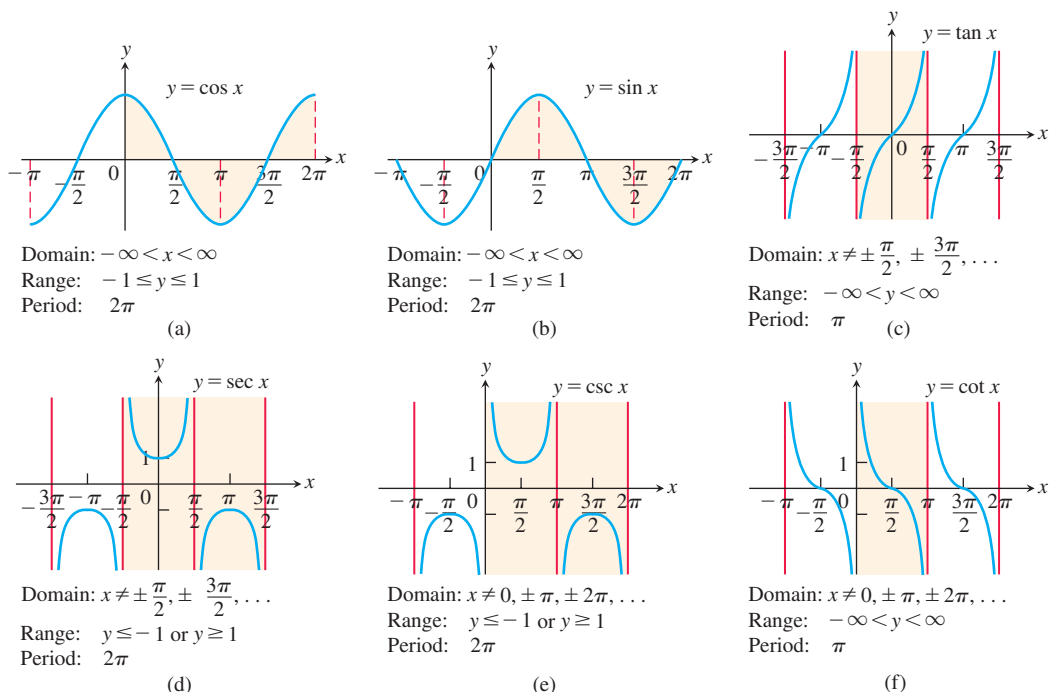 y
y = cos x
−π
−π/2
0
π/2
π
3π/2
2π
x
Domain: −∞ < x < ∞
Range: −1 ≤ y ≤ 1
Period: 2π
(a)
y
y = sin x
−π
−π/2
0
π/2
π
3π/2
2π
x
Domain: −∞ < x < ∞
Range: −1 ≤ y ≤ 1
Period: 2π
(b)
y
y = tan x
−3π/2
−π
−π/2
0
π/2
π
3π/2
x
Domain: x ≠ ± π/2, ± 3π/2, . . .
Range: −∞ < y < ∞
Period: π
(c)
y
y = sec x
1
−3π/2
−π
−π/2
0
π/2
π
3π/2
x
Domain: x ≠ ± π/2, ± 3π/2, . . .
Range: y ≤ −1 or y ≥ 1
Period: 2π
(d)
y
y = csc x
1
−π
−π/2
0
π/2
π
3π/2
2π
x
Domain: x ≠ 0, ± π, ± 2π, . . .
Range: y ≤ −1 or y ≥ 1
Period: 2π
(e)
y
y = cot x
1
−π
−π/2
0
π/2
π
3π/2
2π
x
Domain: x ≠ 0, ± π, ± 2π, . . .
Range: −∞ < y < ∞
Period: π
(f)